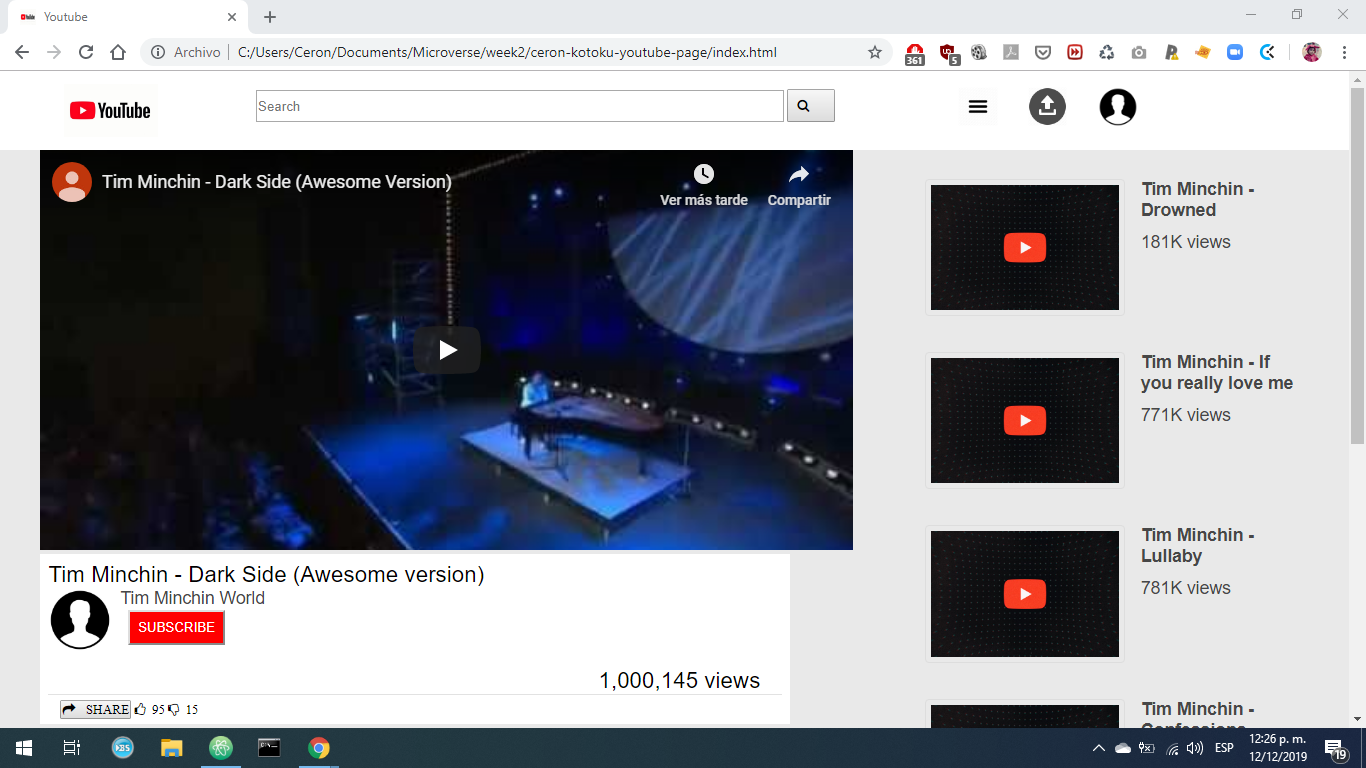 Youtube
Archivo
C:/Users/Ceron/Documents/Microverse/week2/ceron-kotoku-youtube-page/index.html
361
5
YouTube
Search
Tim Minchin - Dark Side (Awesome Version)
Ver más tarde
Compartir
Tim Minchin -
Drowned
181K views
Tim Minchin - If
you really love me
771K views
Tim Minchin -
Lullaby
781K views
Tim Minchin -
Confessions
Tim Minchin - Dark Side (Awesome version)
Tim Minchin World
SUBSCRIBE
1,000,145 views
SHARE 95 15
ESP
12:26 p. m.
12/12/2019
19